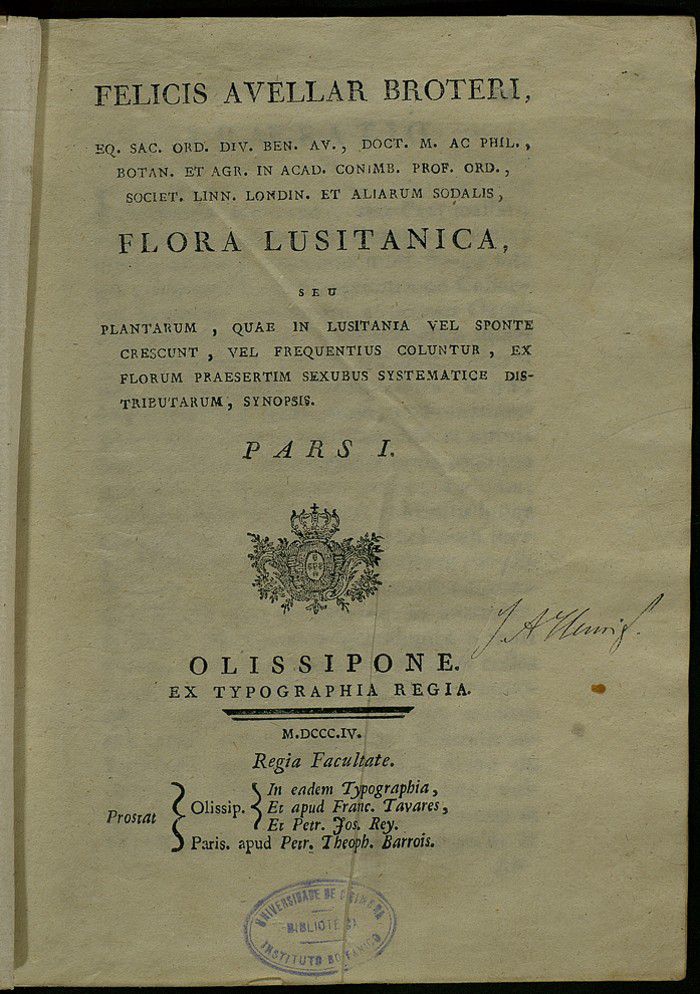 FELICIS AVELLAR BROTERI,
EQ. SAC. ORD. DIV. BEN. AV., DOCT. M. AC PHIL.,
BOTAN. ET AGR. IN ACAD. CONIMB. PROF. ORD.,
SOCIET. LINN. LONDIN. ET ALIARUM SODALIS,
FLORA LUSITANICA,
SEU
PLANTARUM, QUAE IN LUSITANIA VEL SPONTE
CRESCUNT, VEL FREQUENTIUS COLUNTUR, EX
FLORUM PRAESERTIM SEXUBUS SYSTEMATICE DIS-
TRIBUTARUM, SYNOPSIS.
PARS I.
J. A. Henriq.
OLISSIPONE.
EX TYPOGRAPHIA REGIA.
M.DCCC.IV.
Regia Facultate.
In eadem Typographia,
Prostat Olissip. Et apud Franc. Tavares,
Et Petr. Jos. Rey.
Paris. apud Petr. Theoph. Barrois.
UNIVERSIDADE DE COIMBRA
BIBLIOTECA
INSTITUTO BOTANICO